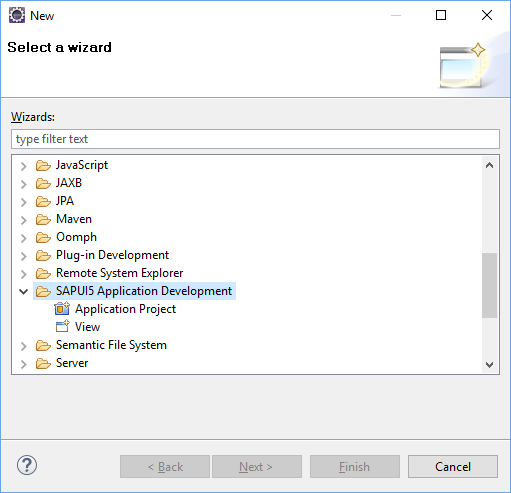 New
Select a wizard
Wizards:
type filter text
JavaScript
JAXB
JPA
Maven
Oomph
Plug-in Development
Remote System Explorer
SAPUI5 Application Development
Application Project
View
Semantic File System
Server
? < Back Next > Finish Cancel